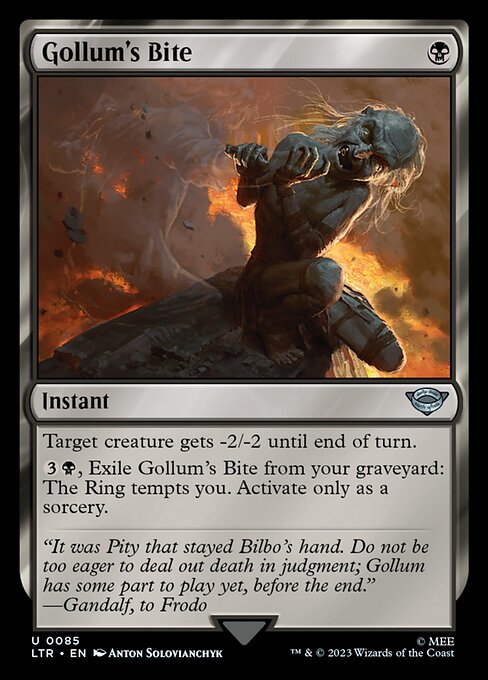 Gollum's Bite
Instant
Target creature gets -2/-2 until end of turn.
3, Exile Gollum's Bite from your graveyard:
The Ring tempts you. Activate only as a
sorcery.
“It was Pity that stayed Bilbo's hand. Do not be
too eager to deal out death in judgment; Gollum
has some part to play yet, before the end.”
—Gandalf, to Frodo
U 0085
LTR • EN Anton Solovianchyk
© MEE
™ & © 2023 Wizards of the Coast